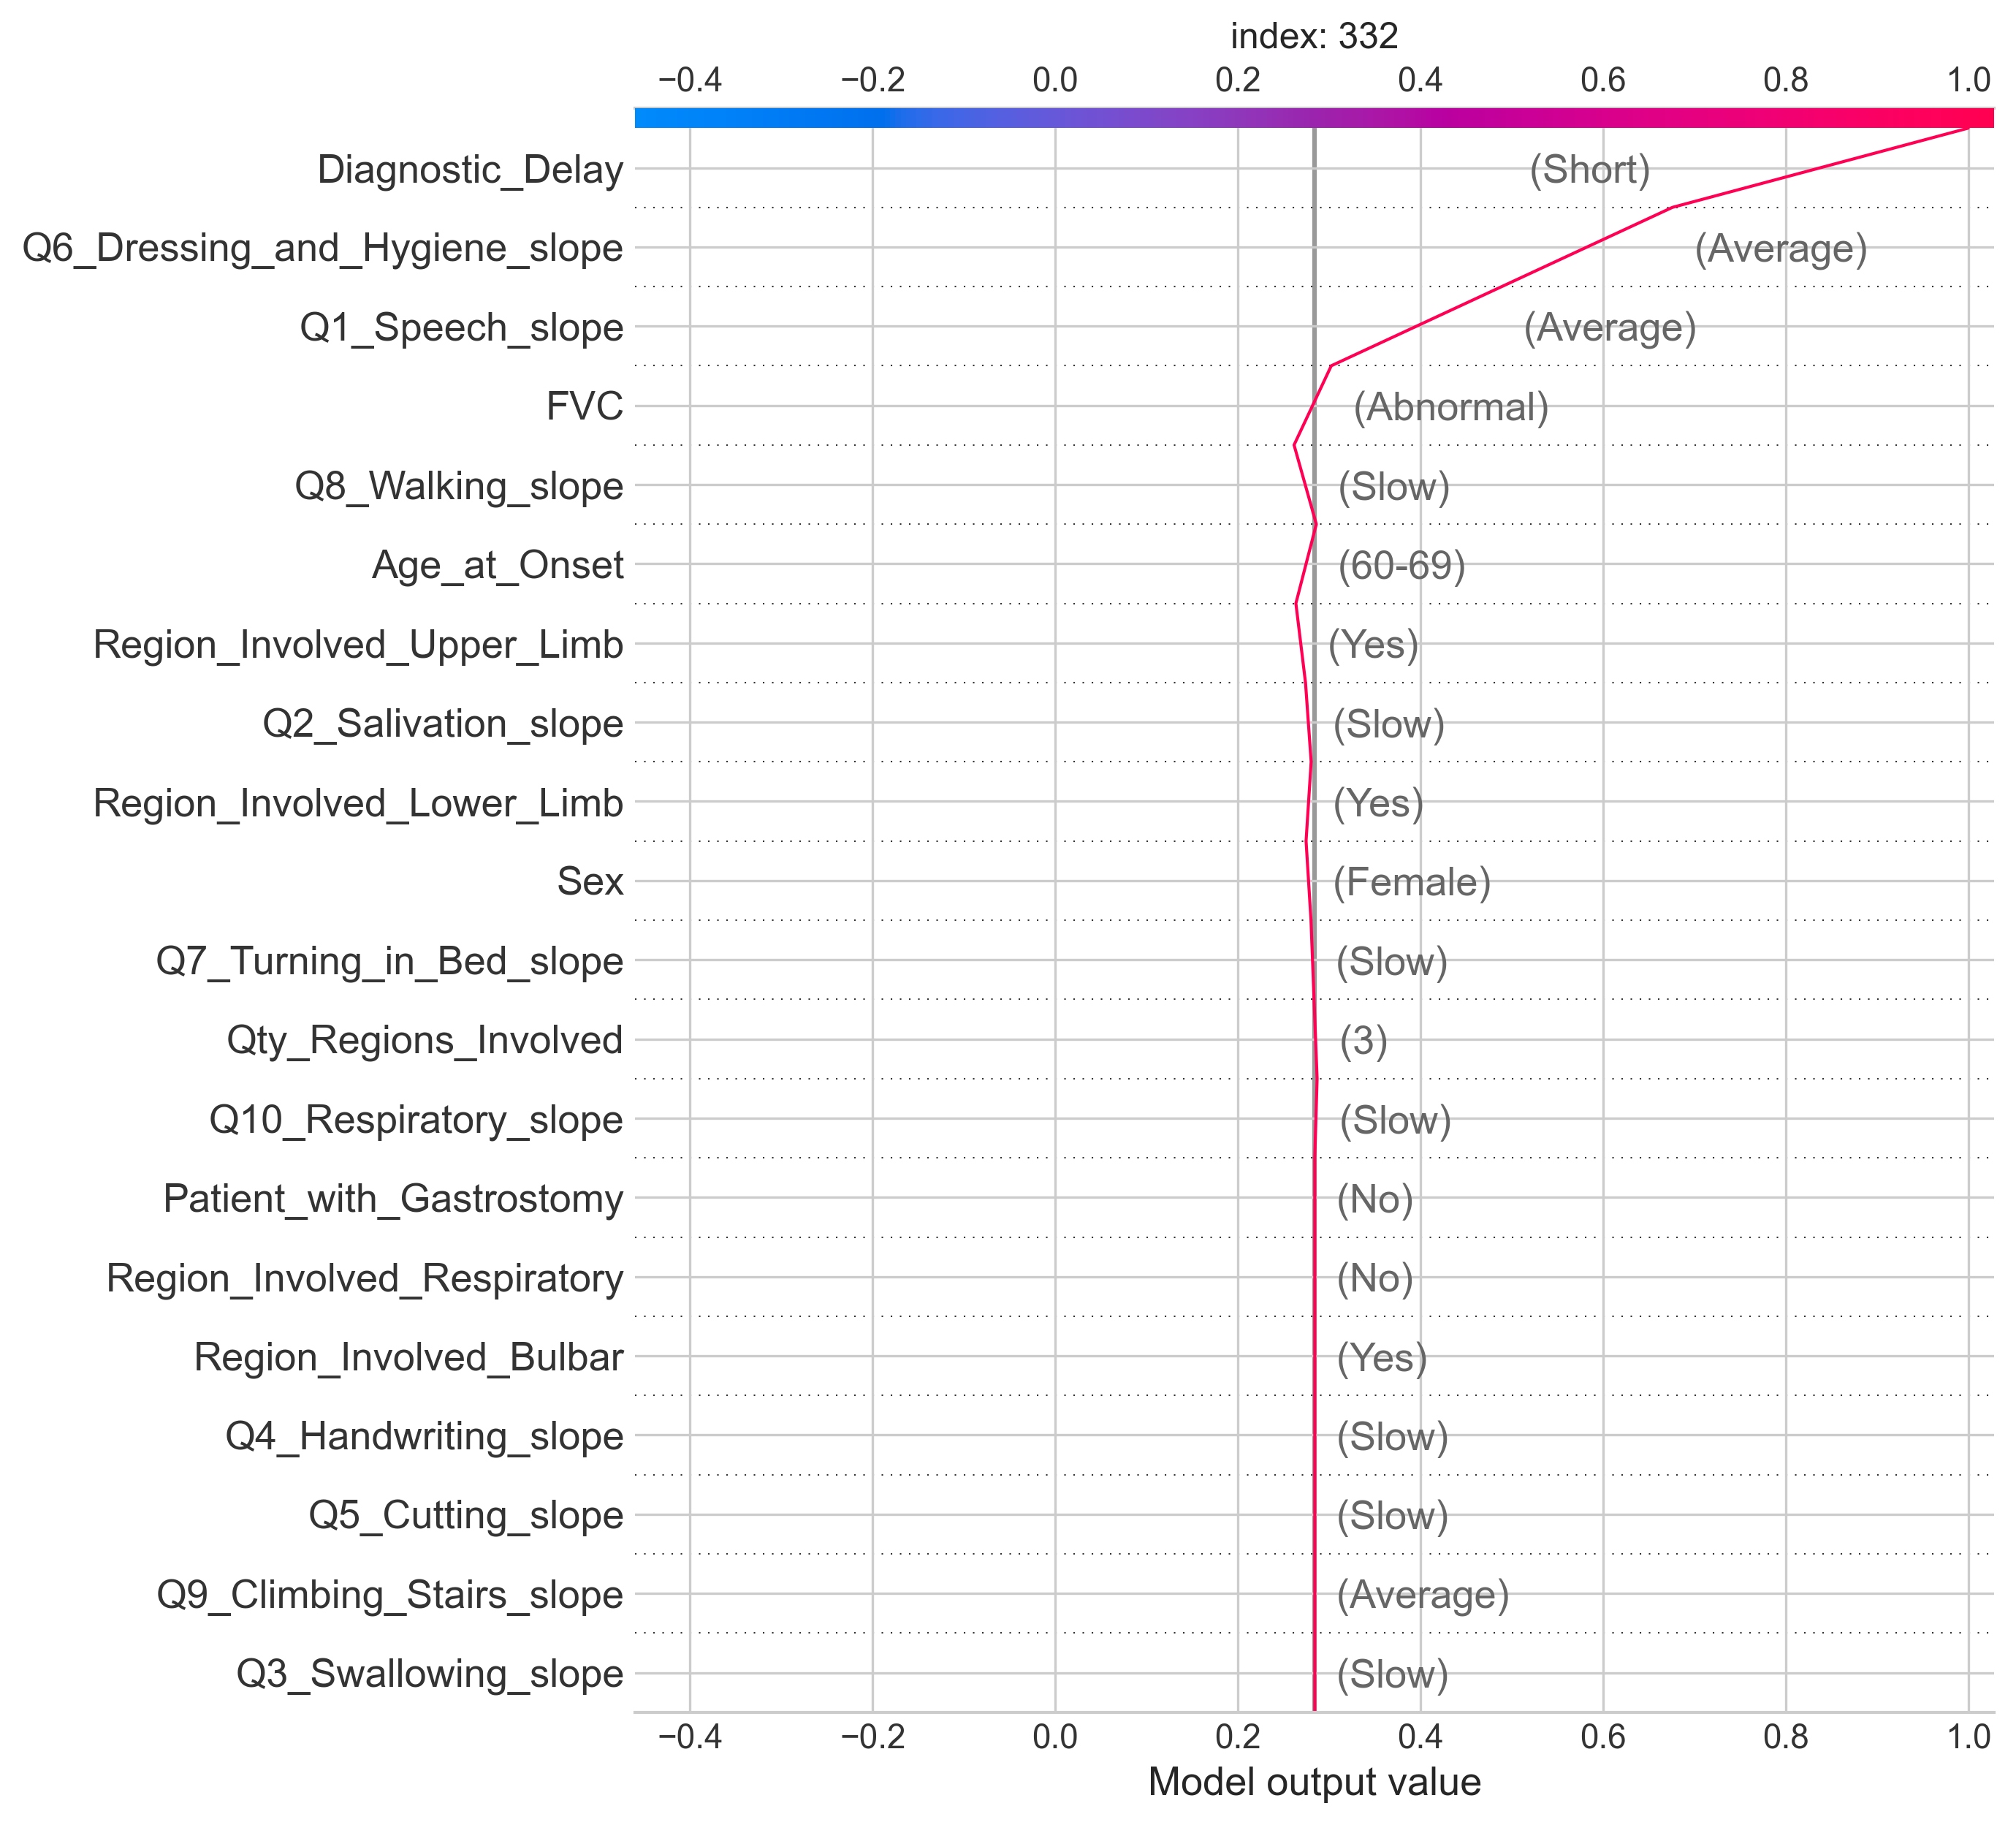 index: 332
−0.4 −0.2 0.0 0.2 0.4 0.6 0.8 1.0
Diagnostic_Delay (Short)
Q6_Dressing_and_Hygiene_slope (Average)
Q1_Speech_slope (Average)
FVC (Abnormal)
Q8_Walking_slope (Slow)
Age_at_Onset (60-69)
Region_Involved_Upper_Limb (Yes)
Q2_Salivation_slope (Slow)
Region_Involved_Lower_Limb (Yes)
Sex (Female)
Q7_Turning_in_Bed_slope (Slow)
Qty_Regions_Involved (3)
Q10_Respiratory_slope (Slow)
Patient_with_Gastrostomy (No)
Region_Involved_Respiratory (No)
Region_Involved_Bulbar (Yes)
Q4_Handwriting_slope (Slow)
Q5_Cutting_slope (Slow)
Q9_Climbing_Stairs_slope (Average)
Q3_Swallowing_slope (Slow)
−0.4 −0.2 0.0 0.2 0.4 0.6 0.8 1.0
Model output value